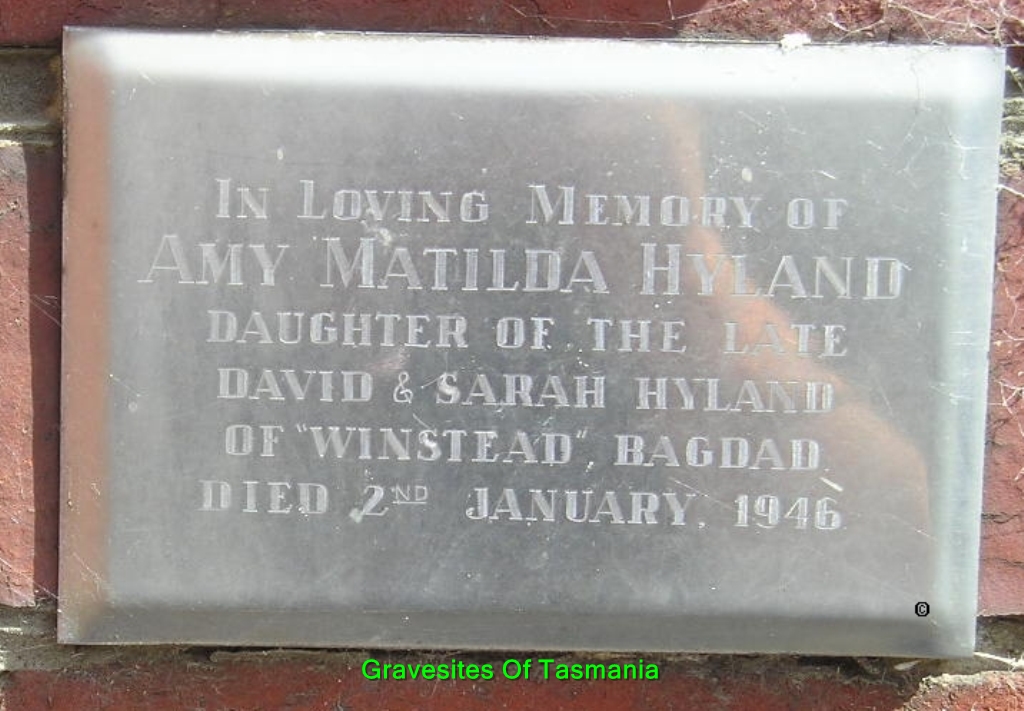 In Loving Memory of
Amy Matilda Hyland
DAUGHTER OF THE LATE
DAVID & SARAH HYLAND
OF "WINSTEAD", BAGDAD.
DIED 2ND JANUARY, 1946
©
Gravesites Of Tasmania